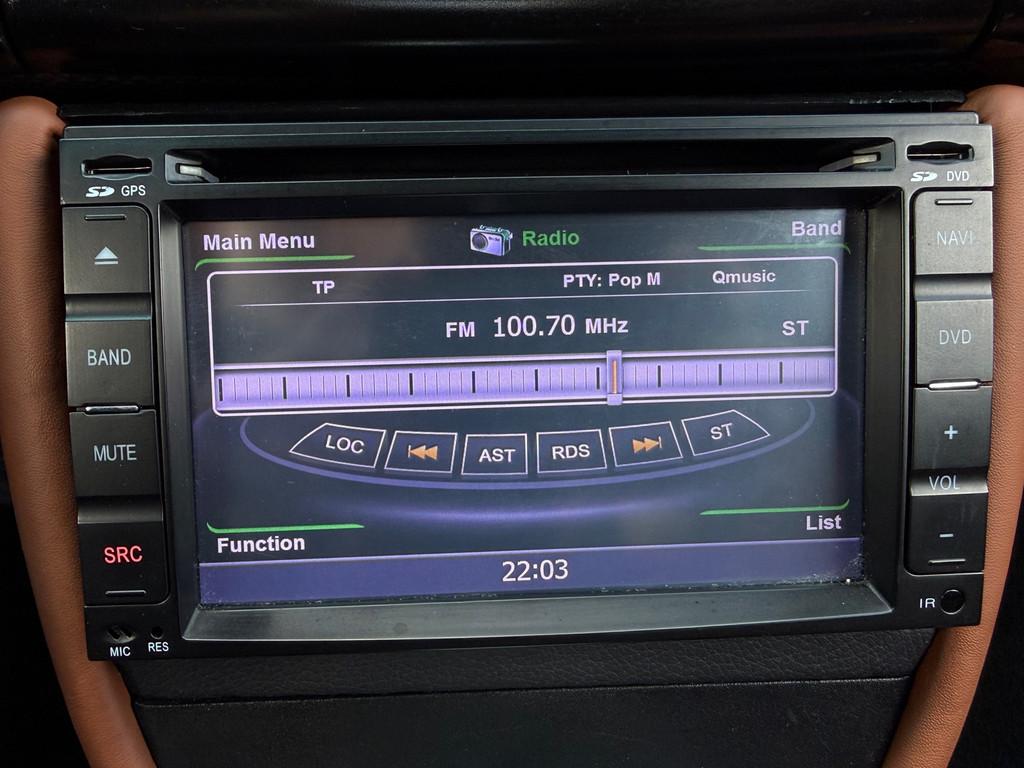 SD GPS
SD DVD
BAND
MUTE
SRC
MIC
RES
Main Menu
Radio
Band
TP
PTY: Pop M
Qmusic
FM 100.70 MHz
ST
LOC
AST
RDS
ST
Function
List
22:03
NAVI
DVD
+
VOL
-
IR